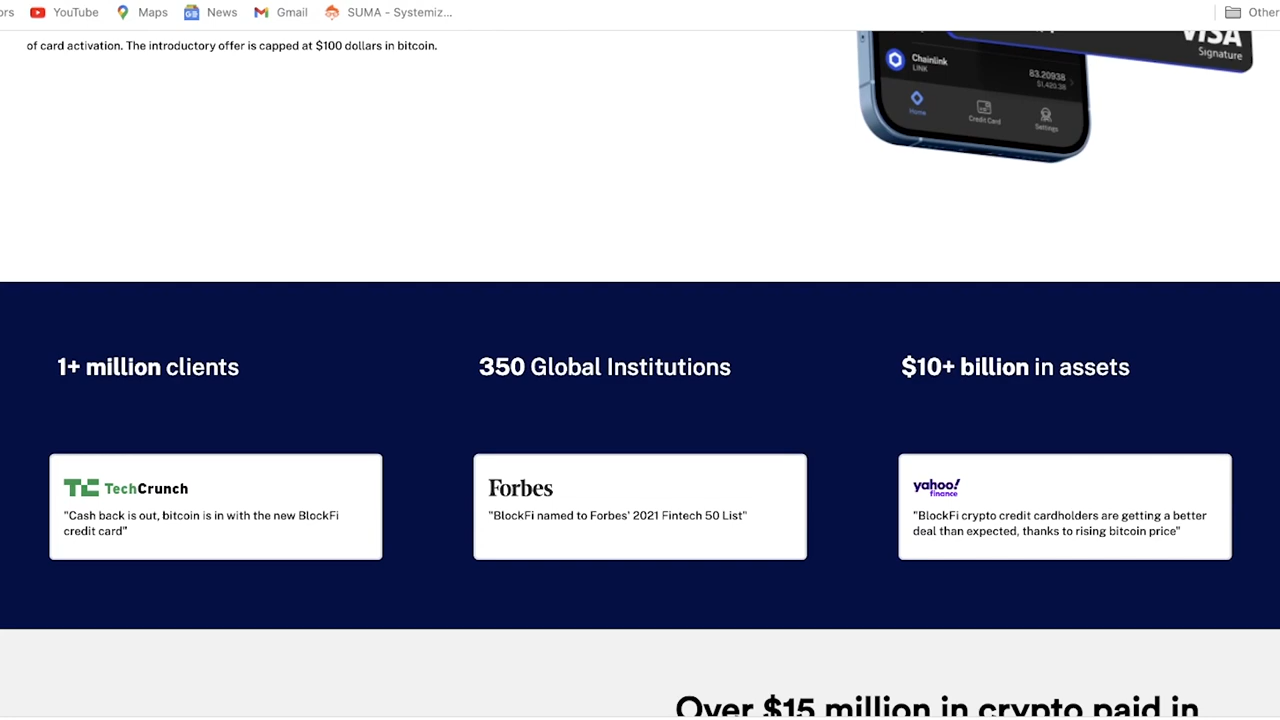 ors YouTube Maps News Gmail SUMA - Systemiz... Other
of card activation. The introductory offer is capped at $100 dollars in bitcoin.
VISA
Signature
Chainlink
LINK
83.20938
$1,420.38
Home
Credit Card
Settings
1+ million clients
350 Global Institutions
$10+ billion in assets
TC TechCrunch
"Cash back is out, bitcoin is in with the new BlockFi
credit card"
Forbes
"BlockFi named to Forbes' 2021 Fintech 50 List"
yahoo!
finance
"BlockFi crypto credit cardholders are getting a better
deal than expected, thanks to rising bitcoin price"
Over $15 million in crypto paid in